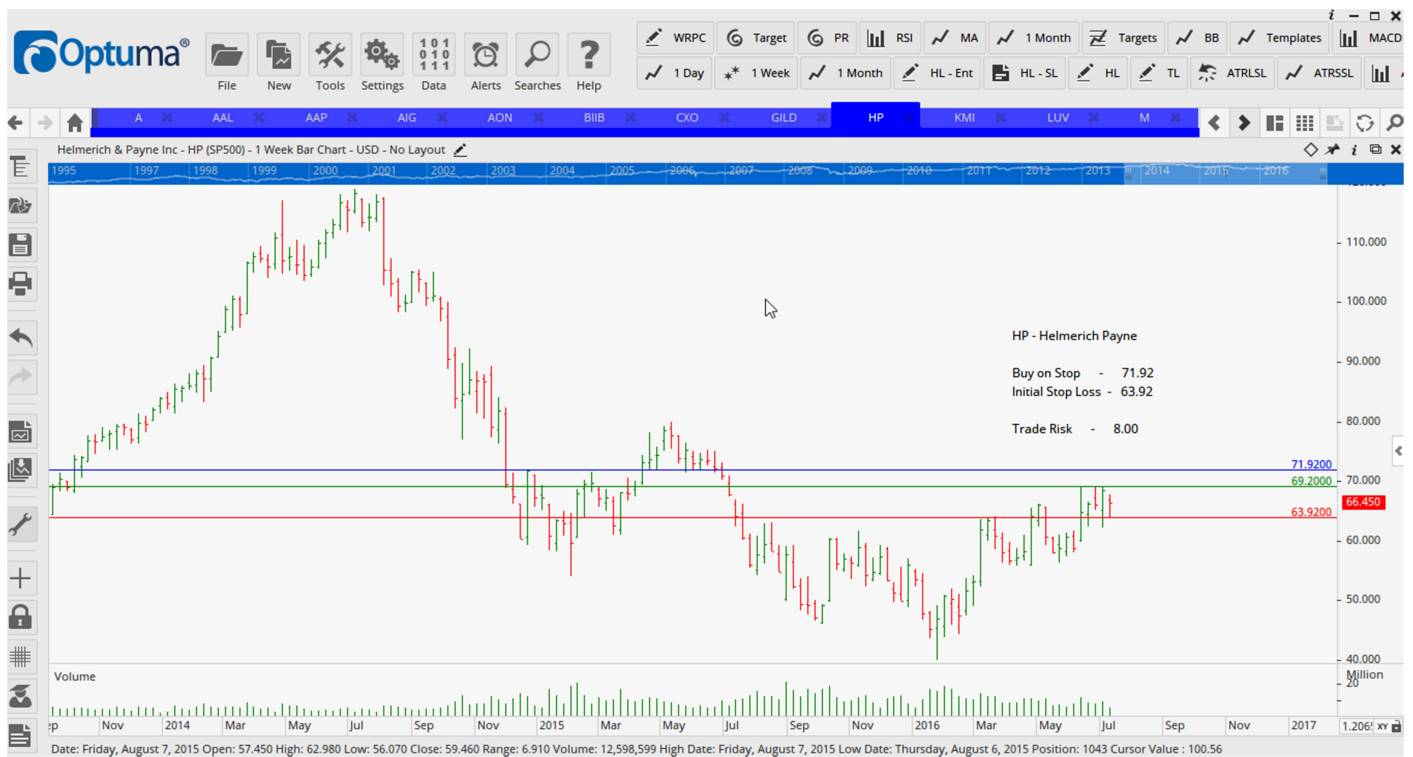 Optuma®
File New Tools Settings Data Alerts Searches Help
WRPC Target PR RSI MA 1 Month Targets BB Templates MACD
1 Day 1 Week 1 Month HL - Ent HL - SL HL TL ATRLSL ATRSSL
A AAL AAP AIG AON BIIB CXO GILD HP KMI LUV M
Helmerich & Payne Inc - HP (SP500) - 1 Week Bar Chart - USD - No Layout
1995 1997 1998 1999 2000 2001 2002 2003 2004 2005 2006 2007 2008 2009 2010 2011 2012 2013 2014 2015 2016
110.000
100.000
HP - Helmerich Payne
90.000
Buy on Stop - 71.92
Initial Stop Loss - 63.92
80.000
Trade Risk - 8.00
71.9200
69.2000
70.000
66.450
63.9200
60.000
50.000
40.000
Volume
Million
20
Nov 2014 Mar May Jul Sep Nov 2015 Mar May Jul Sep Nov 2016 Mar May Jul Sep Nov 2017
XY
Date: Friday, August 7, 2015 Open: 57.450 High: 62.980 Low: 56.070 Close: 59.460 Range: 6.910 Volume: 12,598,599 High Date: Friday, August 7, 2015 Low Date: Thursday, August 6, 2015 Position: 1043 Cursor Value : 100.56